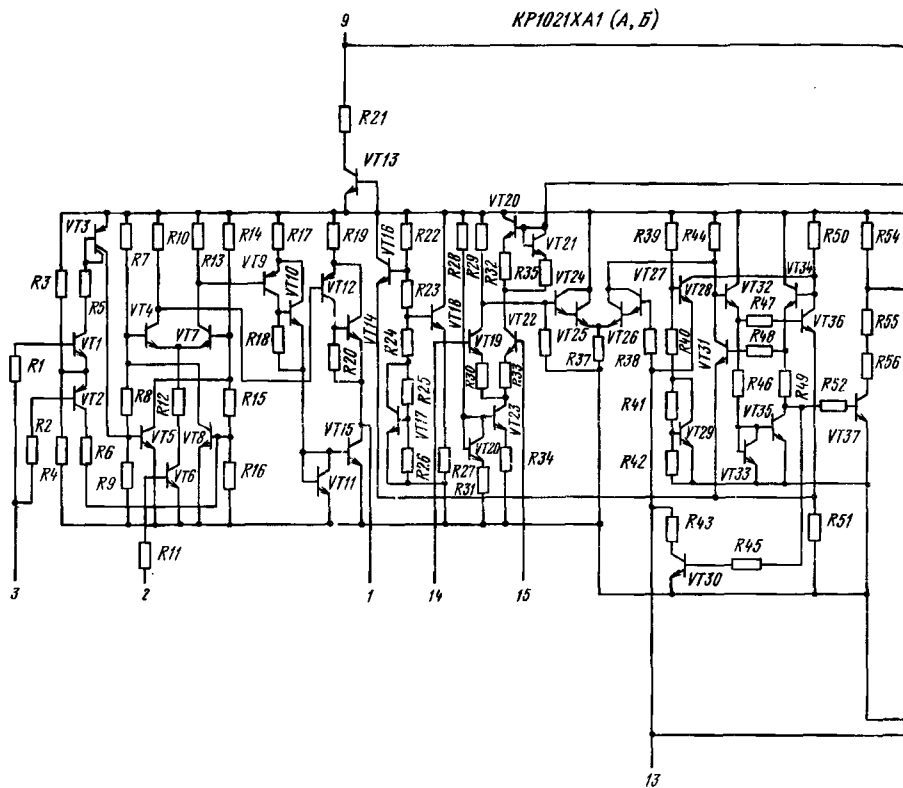 9
КР1021ХА1 (А, Б)
R21
VT13
VT3
R7
R10
R13
R14
R17
R19
VT16
R22
VT20
VT21
R39
R44
R50
R54
R3
R5
VT9
VT10
VT12
R23
R28
R29
R32
R35
VT24
VT27
VT28
VT32
VT34
R47
R55
VT4
VT7
R18
R20
VT14
R24
VT18
VT19
VT22
VT25
VT26
R37
R38
R40
VT31
R48
VT36
R56
R1
VT1
VT2
R8
R12
R15
R25
R30
R33
R46
R49
R52
R2
R4
R6
VT5
VT6
VT8
R9
R16
VT15
VT11
VT17
R26
R27
VT20
R31
VT23
R34
R41
R42
VT29
VT35
VT33
VT37
R11
R43
R45
VT30
R51
3
2
1
14
15
13